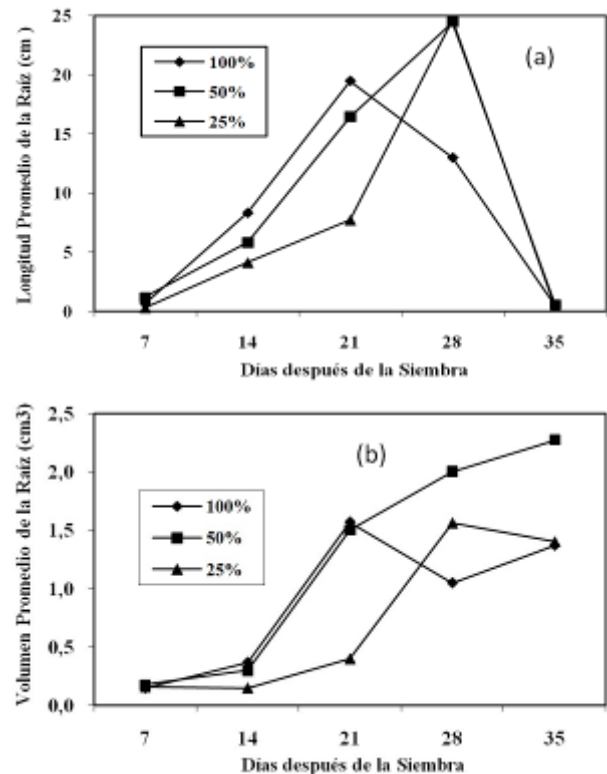 Longitud Promedio de la Raíz (cm )
25
20
15
10
5
0
(a)
100%
50%
25%
7 14 21 28 35
Días después de la Siembra
Volumen Promedio de la Raíz (cm3)
2,5
2,0
1,5
1,0
0,5
0,0
(b)
100%
50%
25%
7 14 21 28 35
Días después de la Siembra